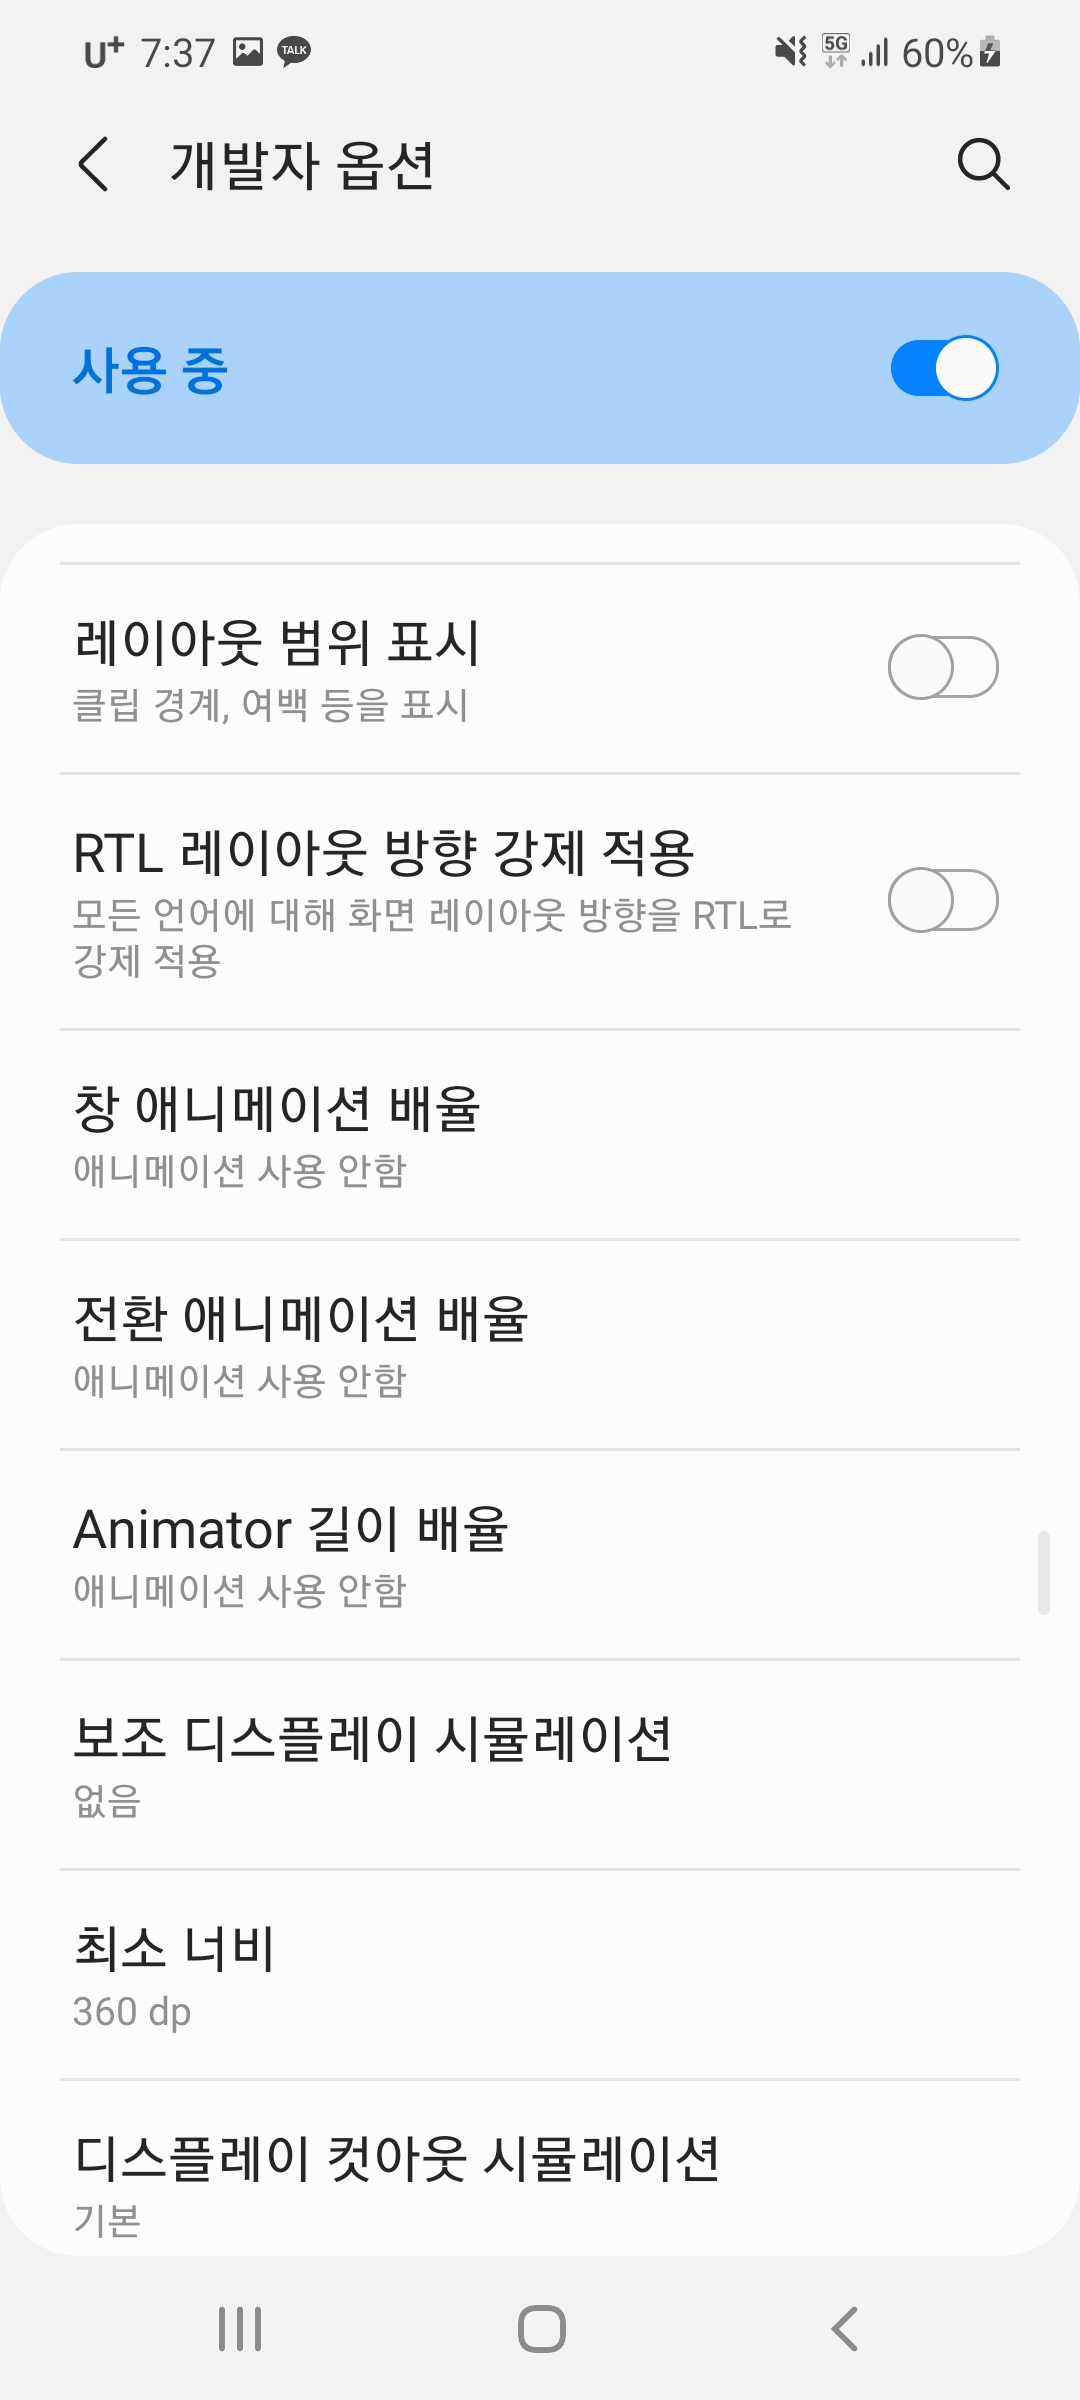 U+ 7:37 TALK 5G 60%
개발자 옵션
사용 중
레이아웃 범위 표시
클립 경계, 여백 등을 표시
RTL 레이아웃 방향 강제 적용
모든 언어에 대해 화면 레이아웃 방향을 RTL로
강제 적용
창 애니메이션 배율
애니메이션 사용 안함
전환 애니메이션 배율
애니메이션 사용 안함
Animator 길이 배율
애니메이션 사용 안함
보조 디스플레이 시뮬레이션
없음
최소 너비
360 dp
디스플레이 컷아웃 시뮬레이션
기본